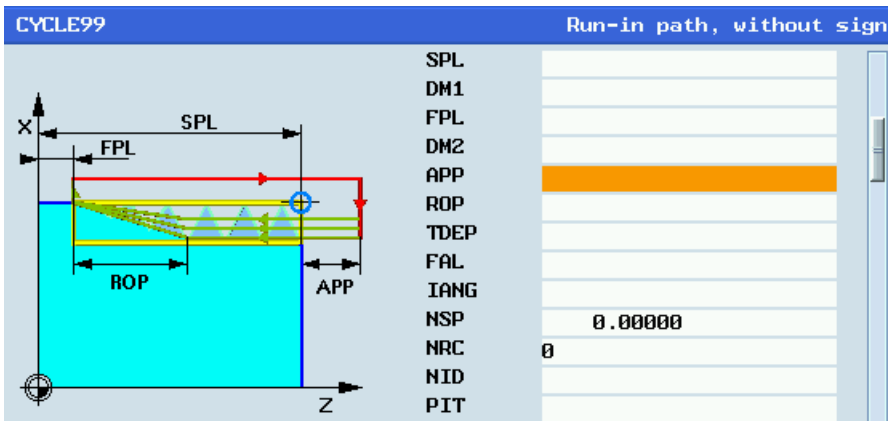 CYCLE99
Run-in path, without sign
SPL
DM1
FPL
DM2
APP
ROP
TDEP
FAL
IANG
NSP 0.00000
NRC 0
NID
PIT
X
SPL
FPL
ROP
APP
Z